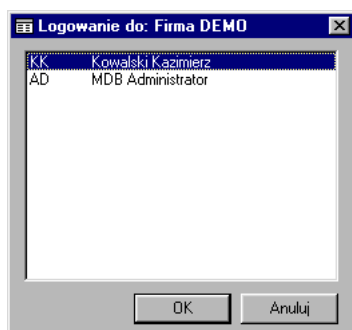 Logowanie do: Firma DEMO
KK Kowalski Kazimierz
AD MDB Administrator
OK Anuluj